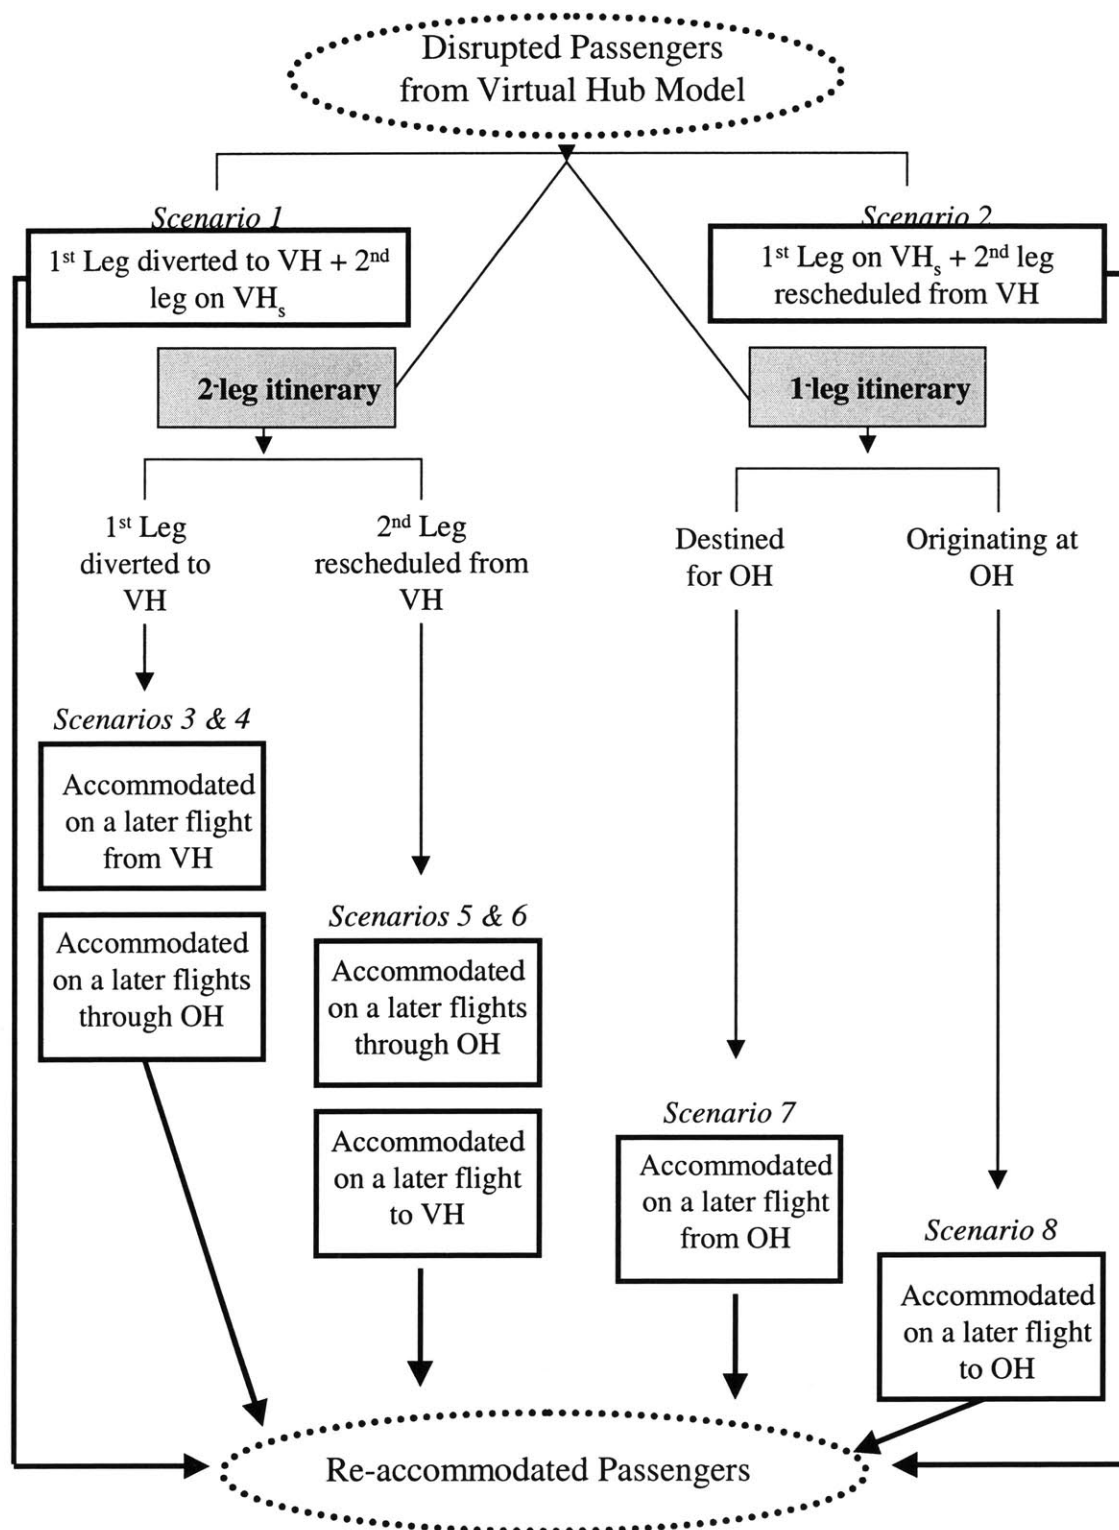 Disrupted Passengers
from Virtual Hub Model
Scenario 1
1st Leg diverted to VH + 2nd
leg on VHs
Scenario 2
1st Leg on VHs + 2nd leg
rescheduled from VH
2-leg itinerary
1-leg itinerary
1st Leg
diverted to
VH
2nd Leg
rescheduled from
VH
Destined
for OH
Originating at
OH
Scenarios 3 & 4
Accommodated
on a later flight
from VH
Accommodated
on a later flights
through OH
Scenarios 5 & 6
Accommodated
on a later flights
through OH
Accommodated
on a later flight
to VH
Scenario 7
Accommodated
on a later flight
from OH
Scenario 8
Accommodated
on a later flight
to OH
Re-accommodated Passengers